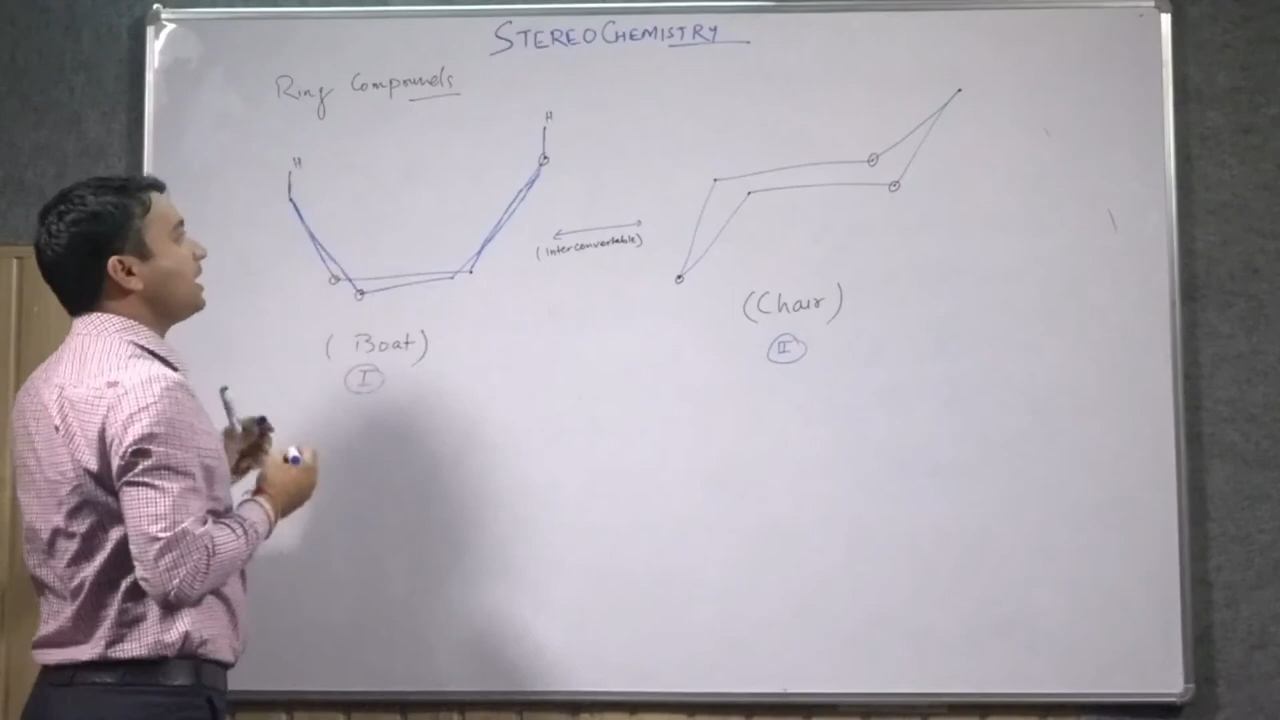 STEREOCHEMISTRY
Ring Compounds
H
H
(Interconvertable)
(Boat)
I
(Chair)
II